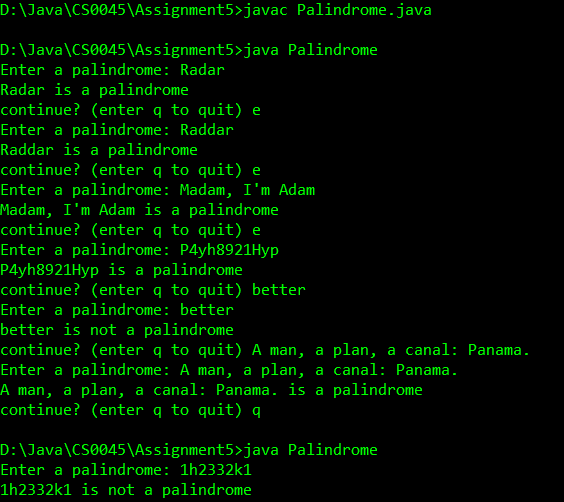 D:\Java\CS0045\Assignment5>javac Palindrome.java
D:\Java\CS0045\Assignment5>java Palindrome
Enter a palindrome: Radar
Radar is a palindrome
continue? (enter q to quit) e
Enter a palindrome: Raddar
Raddar is a palindrome
continue? (enter q to quit) e
Enter a palindrome: Madam, I'm Adam
Madam, I'm Adam is a palindrome
continue? (enter q to quit) e
Enter a palindrome: P4yh8921Hyp
P4yh8921Hyp is a palindrome
continue? (enter q to quit) better
Enter a palindrome: better
better is not a palindrome
continue? (enter q to quit) A man, a plan, a canal: Panama.
Enter a palindrome: A man, a plan, a canal: Panama.
A man, a plan, a canal: Panama. is a palindrome
continue? (enter q to quit) q
D:\Java\CS0045\Assignment5>java Palindrome
Enter a palindrome: 1h2332k1
1h2332k1 is not a palindrome